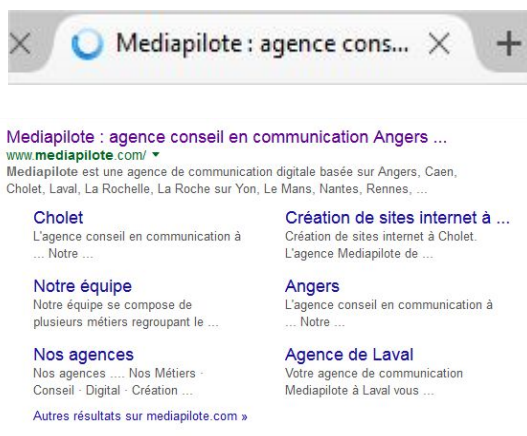 Mediapilote : agence cons...
Mediapilote : agence conseil en communication Angers ...
www.mediapilote.com/
Mediapilote est une agence de communication digitale basée sur Angers, Caen,
Cholet, Laval, La Rochelle, La Roche sur Yon, Le Mans, Nantes, Rennes, ...
Cholet
L'agence conseil en communication à
... Notre ...
Création de sites internet à ...
Création de sites internet à Cholet.
L'agence Mediapilote de ...
Notre équipe
Notre équipe se compose de
plusieurs métiers regroupant le ...
Angers
L'agence conseil en communication à
... Notre ...
Nos agences
Nos agences .... Nos Métiers ·
Conseil · Digital · Création ...
Agence de Laval
Votre agence de communication
Mediapilote à Laval vous ...
Autres résultats sur mediapilote.com »